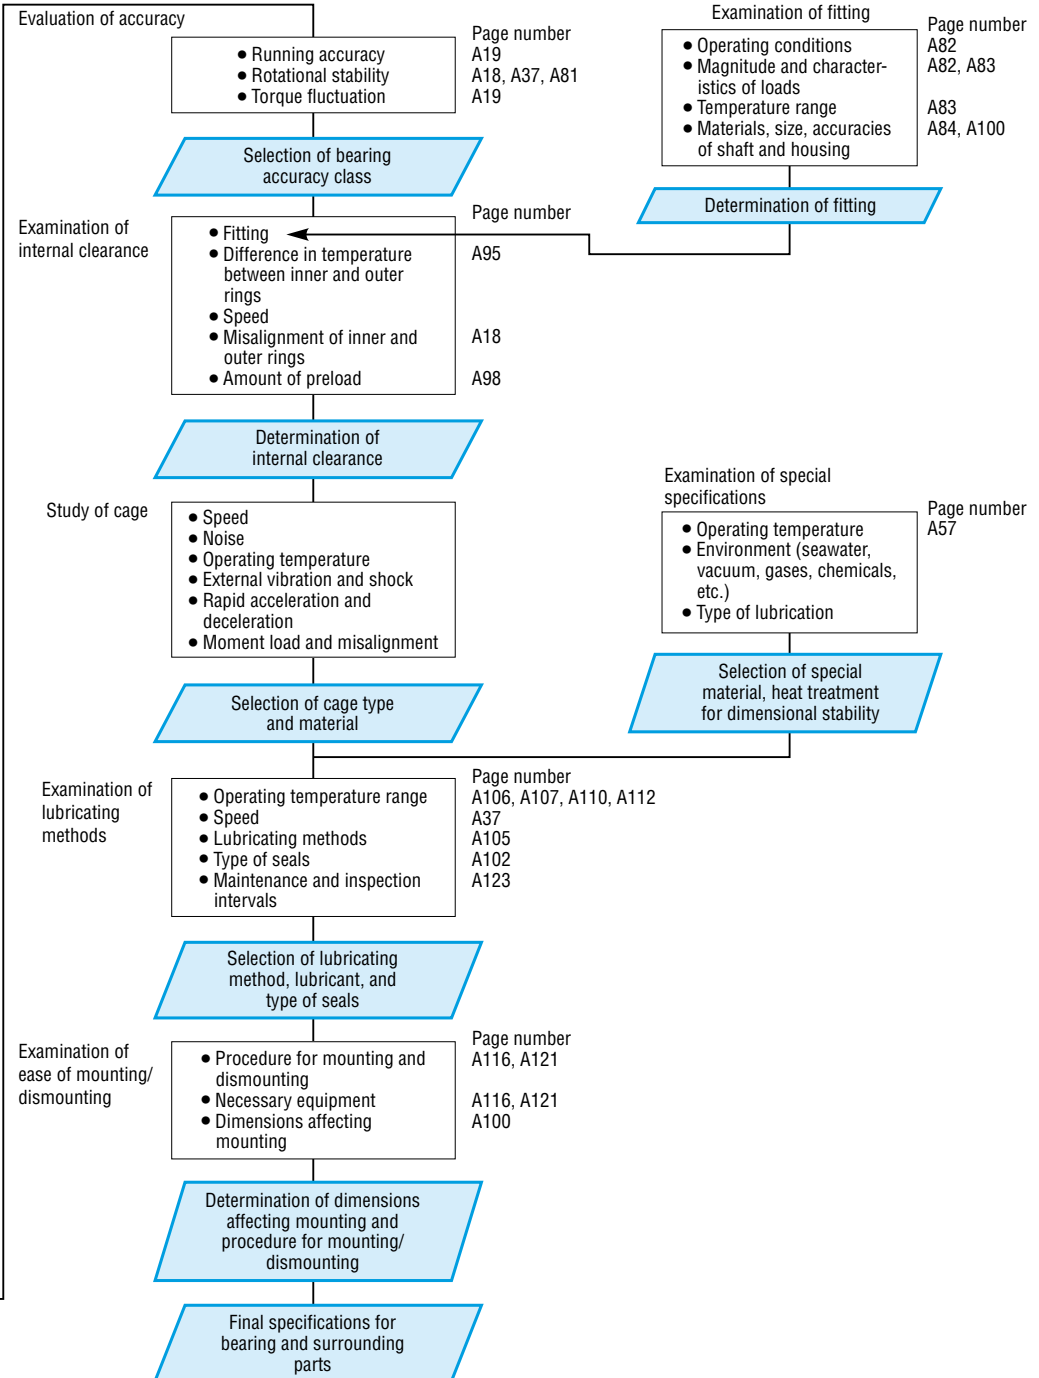 Evaluation of accuracy
Page number
• Running accuracy A19
• Rotational stability A18, A37, A81
• Torque fluctuation A19
Selection of bearing
accuracy class
Examination of fitting
Page number
• Operating conditions A82
• Magnitude and character- A82, A83
istics of loads
• Temperature range A83
• Materials, size, accuracies A84, A100
of shaft and housing
Determination of fitting
Examination of
internal clearance
Page number
• Fitting
• Difference in temperature A95
between inner and outer
rings
• Speed
• Misalignment of inner and A18
outer rings
• Amount of preload A98
Determination of
internal clearance
Study of cage
• Speed
• Noise
• Operating temperature
• External vibration and shock
• Rapid acceleration and
deceleration
• Moment load and misalignment
Selection of cage type
and material
Examination of special
specifications
Page number
• Operating temperature A57
• Environment (seawater,
vacuum, gases, chemicals,
etc.)
• Type of lubrication
Selection of special
material, heat treatment
for dimensional stability
Examination of
lubricating
methods
Page number
• Operating temperature range A106, A107, A110, A112
• Speed A37
• Lubricating methods A105
• Type of seals A102
• Maintenance and inspection A123
intervals
Selection of lubricating
method, lubricant, and
type of seals
Examination of
ease of mounting/
dismounting
Page number
• Procedure for mounting and A116, A121
dismounting
• Necessary equipment A116, A121
• Dimensions affecting A100
mounting
Determination of dimensions
affecting mounting and
procedure for mounting/
dismounting
Final specifications for
bearing and surrounding
parts